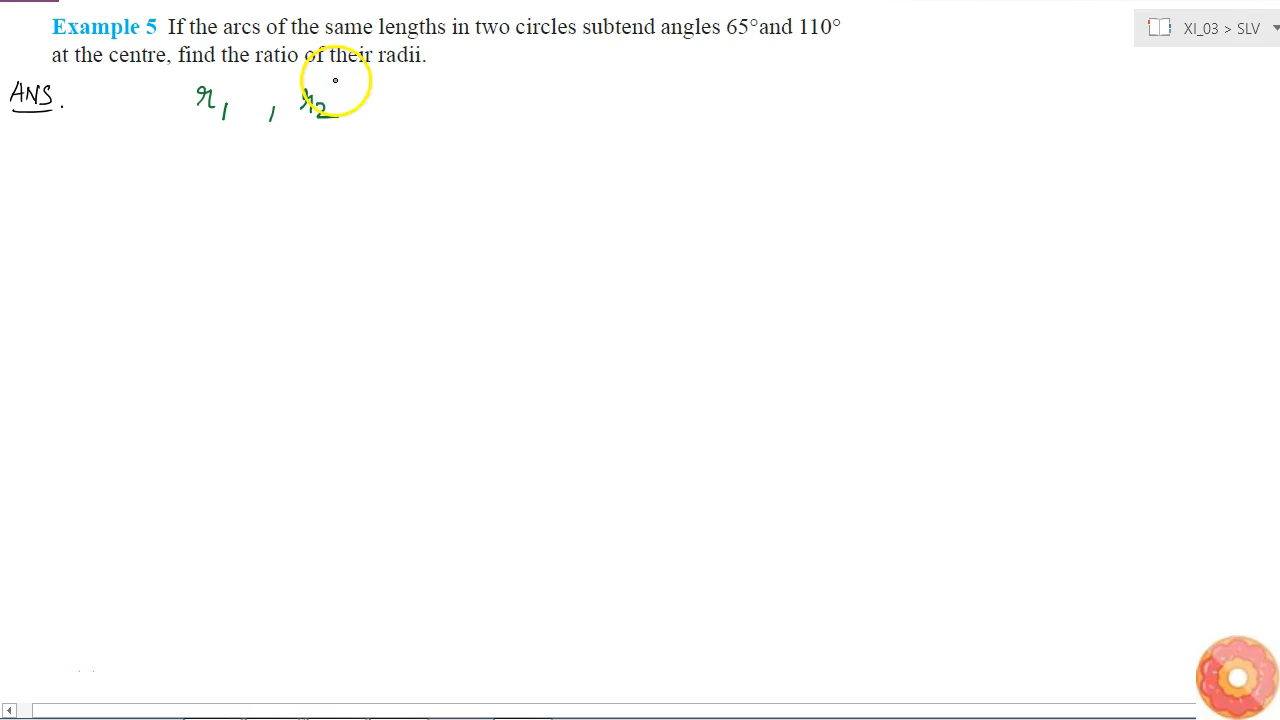 Example 5 If the arcs of the same lengths in two circles subtend angles 65°and 110°
at the centre, find the ratio of their radii.
XI_03 > SLV
ANS.
r₁ , r₂